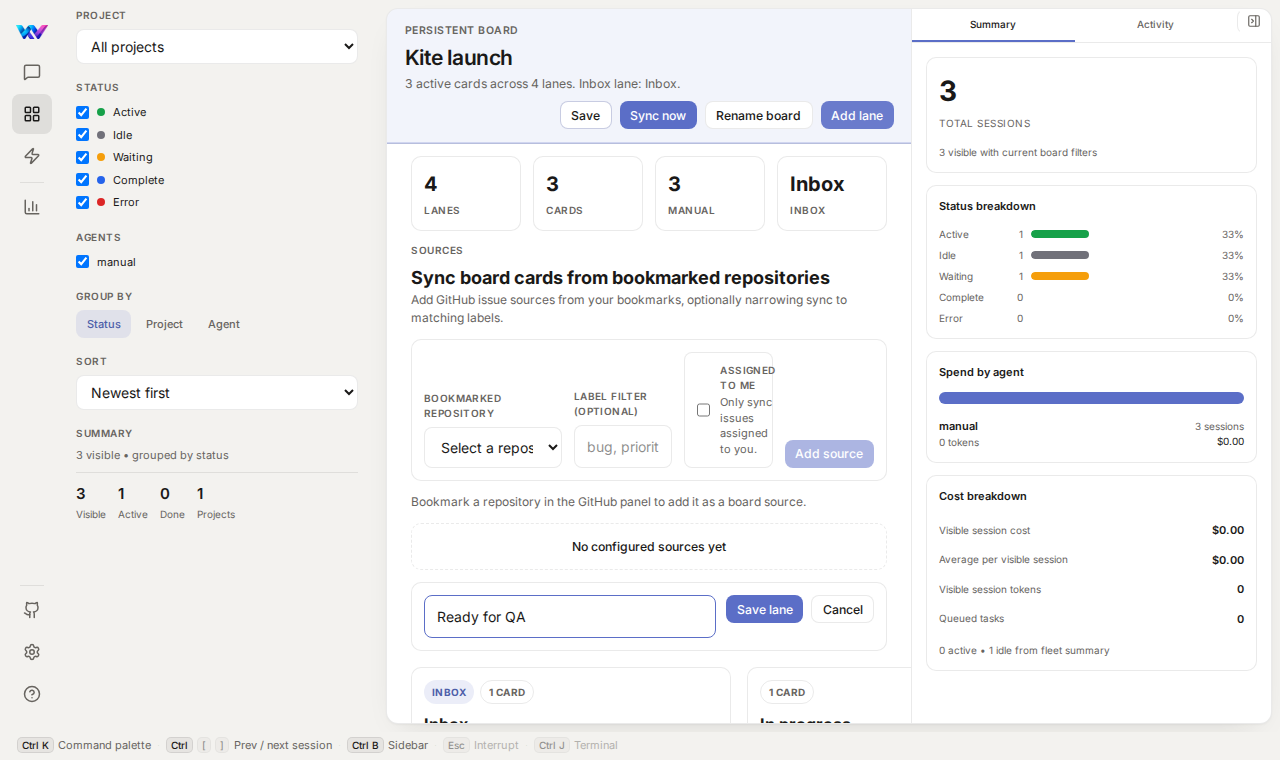 PROJECT
All projects
STATUS
Active
Idle
Waiting
Complete
Error
AGENTS
manual
GROUP BY
Status Project Agent
SORT
Newest first
SUMMARY
3 visible • grouped by status
3 1 0 1
Visible Active Done Projects
PERSISTENT BOARD
Kite launch
3 active cards across 4 lanes. Inbox lane: Inbox.
Save Sync now Rename board Add lane
4 3 3 Inbox
LANES CARDS MANUAL INBOX
SOURCES
Sync board cards from bookmarked repositories
Add GitHub issue sources from your bookmarks, optionally narrowing sync to
matching labels.
BOOKMARKED
REPOSITORY
Select a repos
LABEL FILTER
(OPTIONAL)
bug, priorit
ASSIGNED
TO ME
Only sync
issues
assigned
to you.
Add source
Bookmark a repository in the GitHub panel to add it as a board source.
No configured sources yet
Ready for QA Save lane Cancel
INBOX 1 CARD
Inbox
1 CARD
In progress
Summary Activity
3
TOTAL SESSIONS
3 visible with current board filters
Status breakdown
Active 1 33%
Idle 1 33%
Waiting 1 33%
Complete 0 0%
Error 0 0%
Spend by agent
manual 3 sessions
0 tokens $0.00
Cost breakdown
Visible session cost $0.00
Average per visible session $0.00
Visible session tokens 0
Queued tasks 0
0 active • 1 idle from fleet summary
Ctrl K Command palette Ctrl [ ] Prev / next session Ctrl B Sidebar Esc Interrupt Ctrl J Terminal